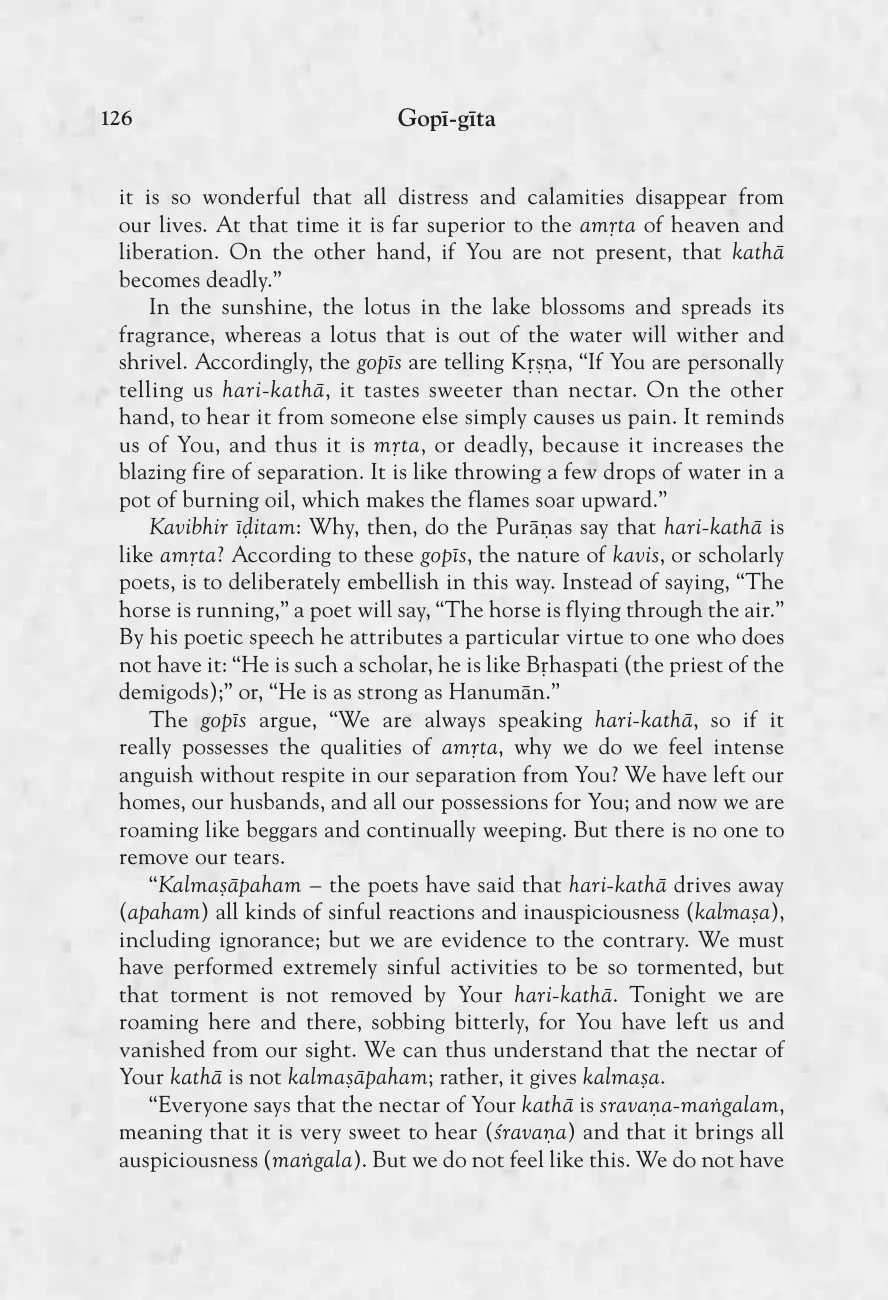 126
Gopī-gīta
it is so wonderful that all distress and calamities disappear from
our lives. At that time it is far superior to the amṛta of heaven and
liberation. On the other hand, if You are not present, that kathā
becomes deadly.”
In the sunshine, the lotus in the lake blossoms and spreads its
fragrance, whereas a lotus that is out of the water will wither and
shrivel. Accordingly, the gopīs are telling Kṛṣṇa, “If You are personally
telling us hari-kathā, it tastes sweeter than nectar. On the other
hand, to hear it from someone else simply causes us pain. It reminds
us of You, and thus it is mṛta, or deadly, because it increases the
blazing fire of separation. It is like throwing a few drops of water in a
pot of burning oil, which makes the flames soar upward.”
Kavibhir īḍitam: Why, then, do the Purāṇas say that hari-kathā is
like amṛta? According to these gopīs, the nature of kavis, or scholarly
poets, is to deliberately embellish in this way. Instead of saying, “The
horse is running,” a poet will say, “The horse is flying through the air.”
By his poetic speech he attributes a particular virtue to one who does
not have it: “He is such a scholar, he is like Bṛhaspati (the priest of the
demigods);” or, “He is as strong as Hanumān.”
The gopīs argue, “We are always speaking hari-kathā, so if it
really possesses the qualities of amṛta, why we do we feel intense
anguish without respite in our separation from You? We have left our
homes, our husbands, and all our possessions for You; and now we are
roaming like beggars and continually weeping. But there is no one to
remove our tears.
“Kalmaṣāpaham – the poets have said that hari-kathā drives away
(apaham) all kinds of sinful reactions and inauspiciousness (kalmaṣa),
including ignorance; but we are evidence to the contrary. We must
have performed extremely sinful activities to be so tormented, but
that torment is not removed by Your hari-kathā. Tonight we are
roaming here and there, sobbing bitterly, for You have left us and
vanished from our sight. We can thus understand that the nectar of
Your kathā is not kalmaṣāpaham; rather, it gives kalmaṣa.
“Everyone says that the nectar of Your kathā is sravaṇa-maṅgalam,
meaning that it is very sweet to hear (śravaṇa) and that it brings all
auspiciousness (maṅgala). But we do not feel like this. We do not have